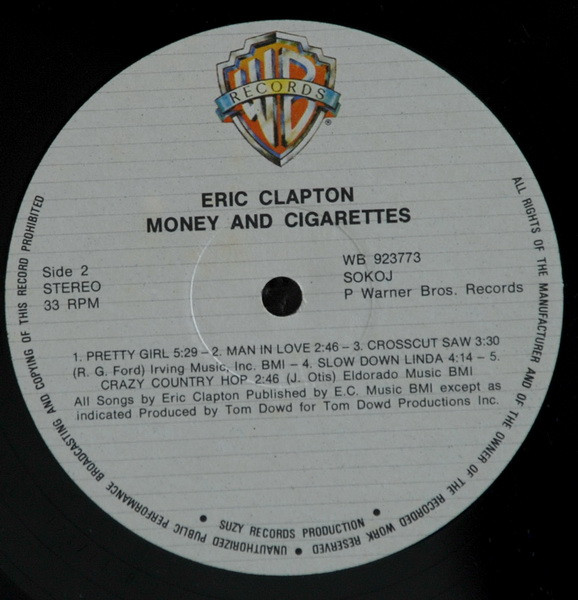 WB
RECORDS
®
ERIC CLAPTON
MONEY AND CIGARETTES
Side 2
STEREO
33 RPM
WB 923773
SOKOJ
P Warner Bros. Records
1. PRETTY GIRL 5:29 – 2. MAN IN LOVE 2:46 – 3. CROSSCUT SAW 3:30
(R. G. Ford) Irving Music, Inc. BMI – 4. SLOW DOWN LINDA 4:14 – 5.
CRAZY COUNTRY HOP 2:46 (J. Otis) Eldorado Music BMI
All Songs by Eric Clapton Published by E.C. Music BMI except as
indicated Produced by Tom Dowd for Tom Dowd Productions Inc.
• SUZY RECORDS PRODUCTION •
ALL RIGHTS OF THE MANUFACTURER AND OF THE OWNER OF THE RECORDED WORK RESERVED • UNAUTHORIZED PUBLIC PERFORMANCE BROADCASTING AND COPYING OF THIS RECORD PROHIBITED